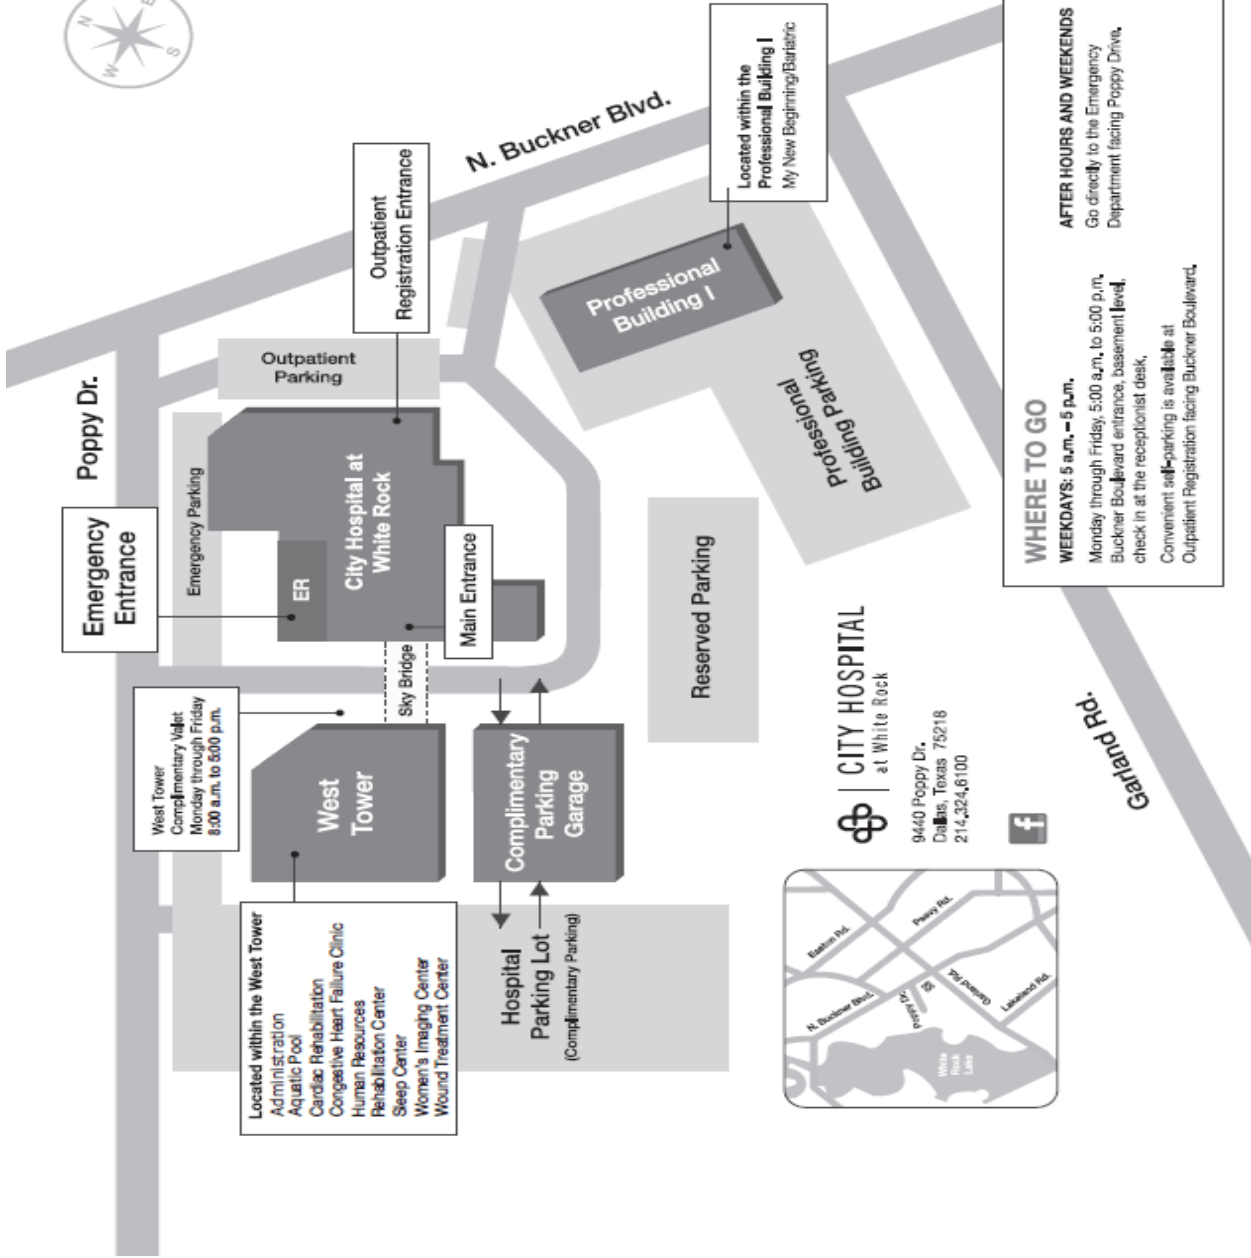 N
E
S
W
Poppy Dr.
N. Buckner Blvd.
Garland Rd.
Emergency
Entrance
Emergency Parking
Outpatient
Parking
Outpatient
Registration Entrance
ER
City Hospital at
White Rock
Main Entrance
Sky Bridge
West Tower
Complimentary Valet
Monday through Friday
8:00 a.m. to 5:00 p.m.
West
Tower
Complimentary
Parking
Garage
Located within the West Tower
Administration
Aquatic Pool
Cardiac Rehabilitation
Congestive Heart Failure Clinic
Human Resources
Rehabilitation Center
Sleep Center
Women's Imaging Center
Wound Treatment Center
Hospital
Parking Lot
(Complimentary Parking)
Reserved Parking
Professional
Building I
Professional
Building Parking
Located within the
Professional Building I
My New Beginning/Bariatric
CITY HOSPITAL
at White Rock
9440 Poppy Dr.
Dallas, Texas 75218
214.324.6100
f
Easton Rd.
Peavy Rd.
N. Buckner Blvd.
Poppy Dr.
Garland Rd.
Lakeland Rd.
White
Rock
Lake
WHERE TO GO
WEEKDAYS: 5 a.m. – 5 p.m.
Monday through Friday, 5:00 a.m. to 5:00 p.m.
Buckner Boulevard entrance, basement level,
check in at the receptionist desk.
Convenient self-parking is available at
Outpatient Registration facing Buckner Boulevard.
AFTER HOURS AND WEEKENDS
Go directly to the Emergency
Department facing Poppy Drive.